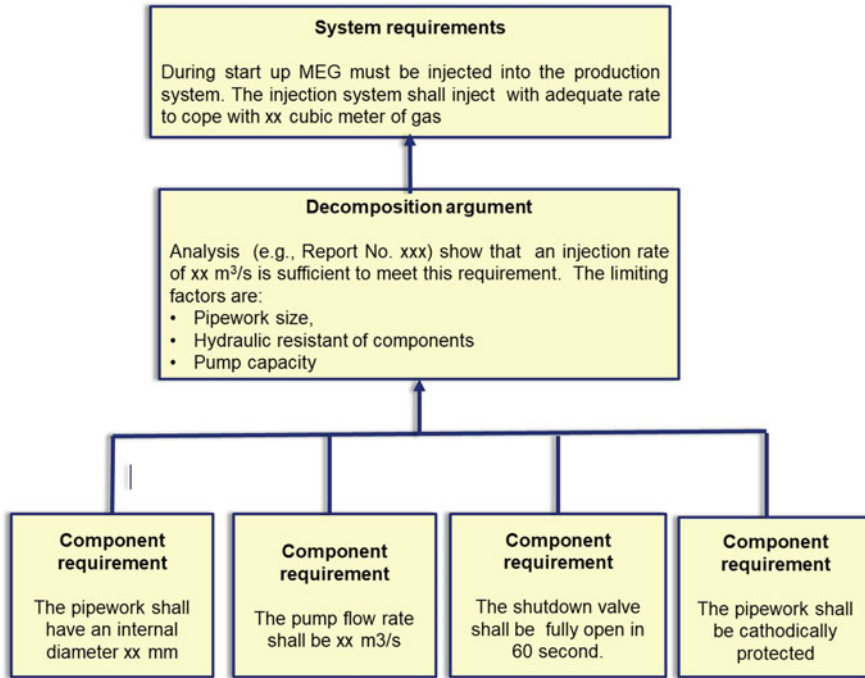 System requirements
During start up MEG must be injected into the production
system. The injection system shall inject with adequate rate
to cope with xx cubic meter of gas
Decomposition argument
Analysis (e.g., Report No. xxx) show that an injection rate
of xx m³/s is sufficient to meet this requirement. The limiting
factors are:
• Pipework size,
• Hydraulic resistant of components
• Pump capacity
Component
requirement
The pipework shall
have an internal
diameter xx mm
Component
requirement
The pump flow rate
shall be xx m3/s
Component
requirement
The shutdown valve
shall be fully open in
60 second.
Component
requirement
The pipework shall
be cathodically
protected